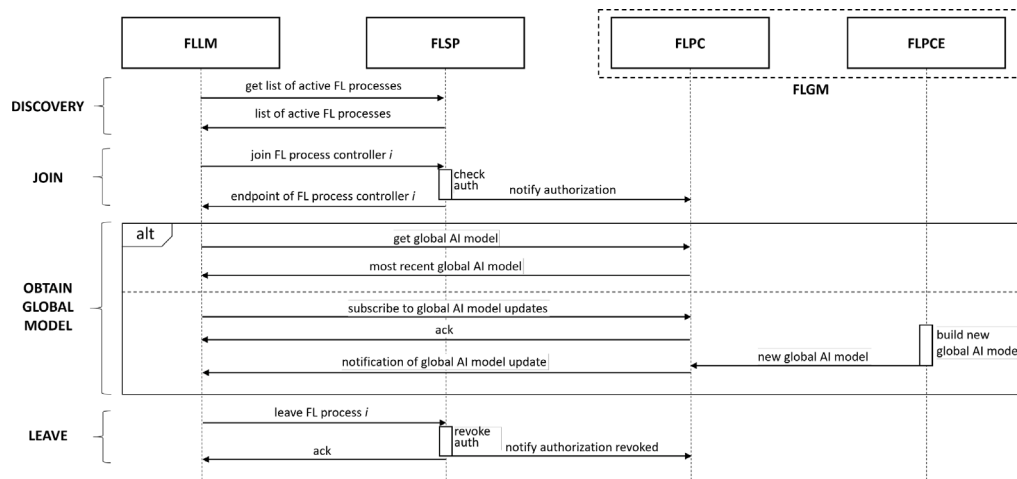 FLLM
FLSP
FLPC
FLPCE
FLGM
DISCOVERY
get list of active FL processes
list of active FL processes
JOIN
join FL process controller i
check
auth
notify authorization
endpoint of FL process controller i
OBTAIN
GLOBAL
MODEL
alt
get global AI model
most recent global AI model
subscribe to global AI model updates
ack
build new
global AI model
new global AI model
notification of global AI model update
LEAVE
leave FL process i
revoke
auth
notify authorization revoked
ack